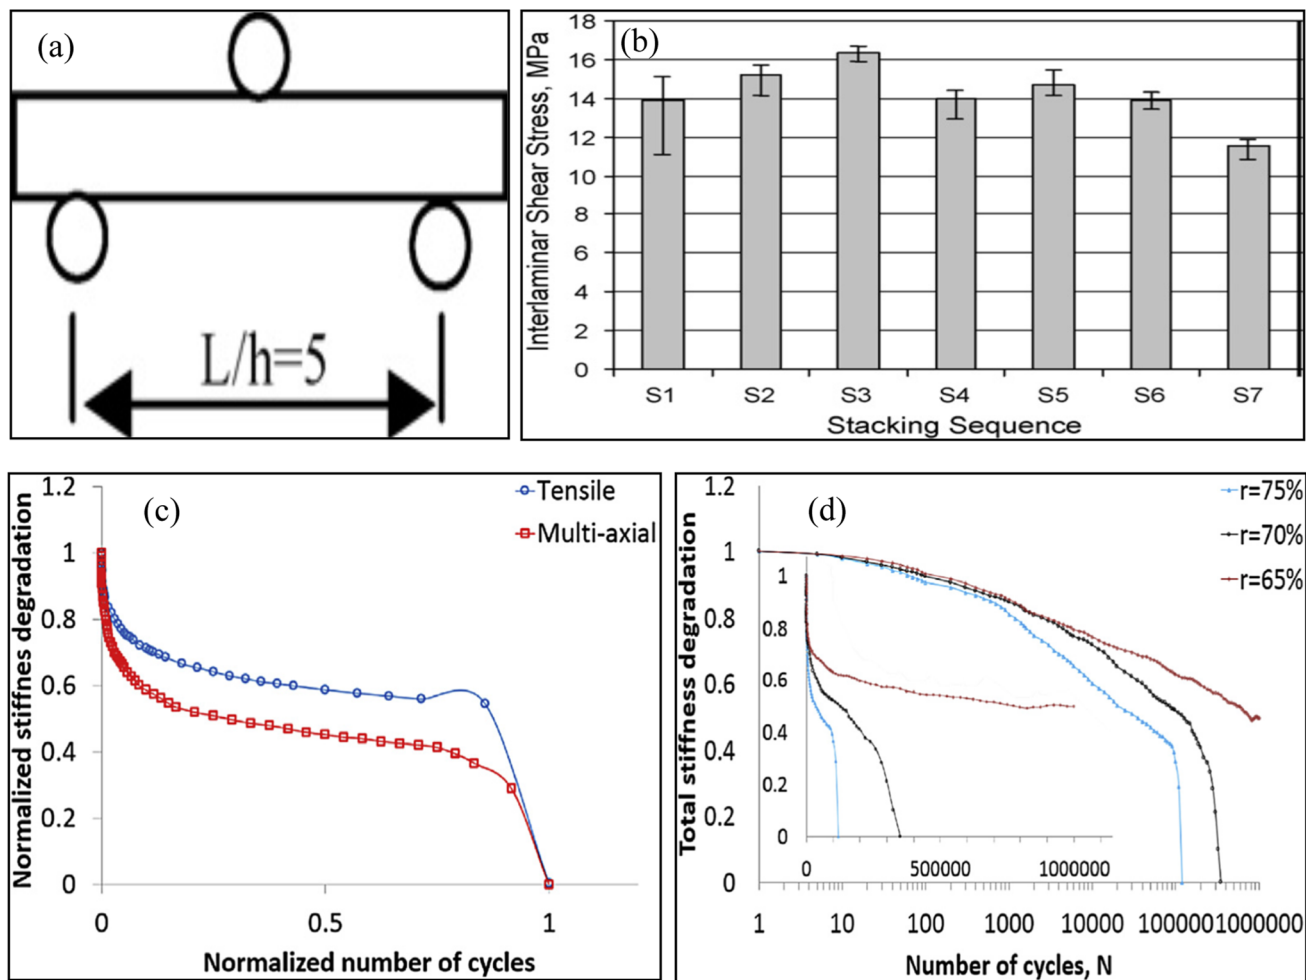 (a)
L/h=5
(b)
Interlaminar Shear Stress, MPa
18
16
14
12
10
8
6
4
2
0
S1 S2 S3 S4 S5 S6 S7
Stacking Sequence
(c)
Normalized stiffnes degradation
1.2
1
0.8
0.6
0.4
0.2
0
0 0.5 1
Normalized number of cycles
Tensile
Multi-axial
(d)
Total stiffness degradation
1.2
1
0.8
0.6
0.4
0.2
0
1 10 100 1000 10000 100000 1000000
Number of cycles, N
r=75%
r=70%
r=65%
1
0.8
0.6
0.4
0.2
0
0 500000 1000000